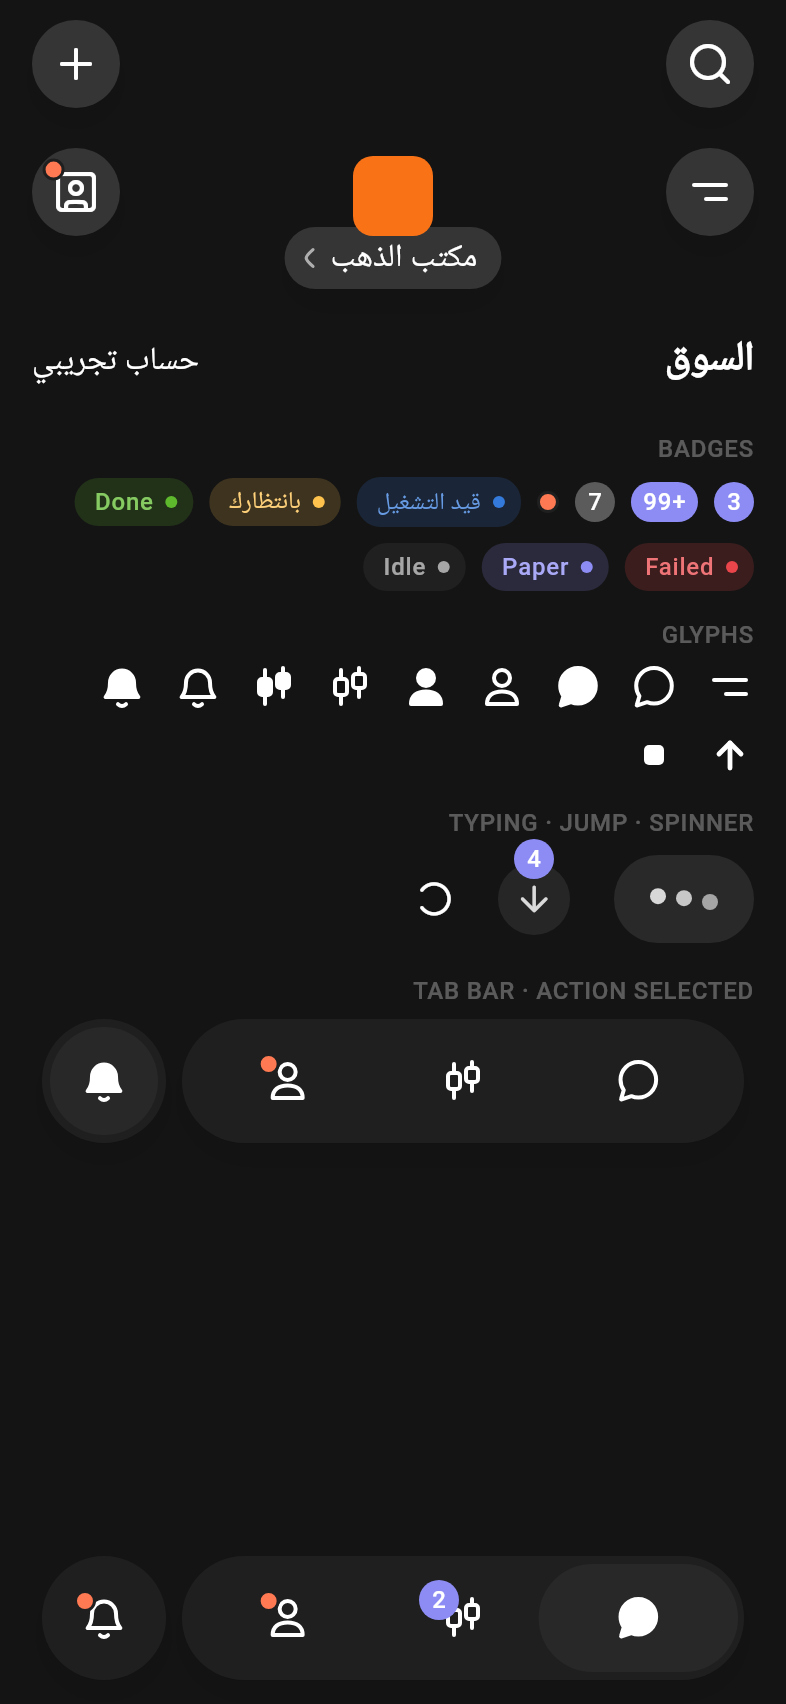 مكتب الذهب
السوق
حساب تجريبي
BADGES
3 99+ 7 قيد التشغيل بانتظارك Done
Failed Paper Idle
GLYPHS
TYPING · JUMP · SPINNER
4
TAB BAR · ACTION SELECTED
2